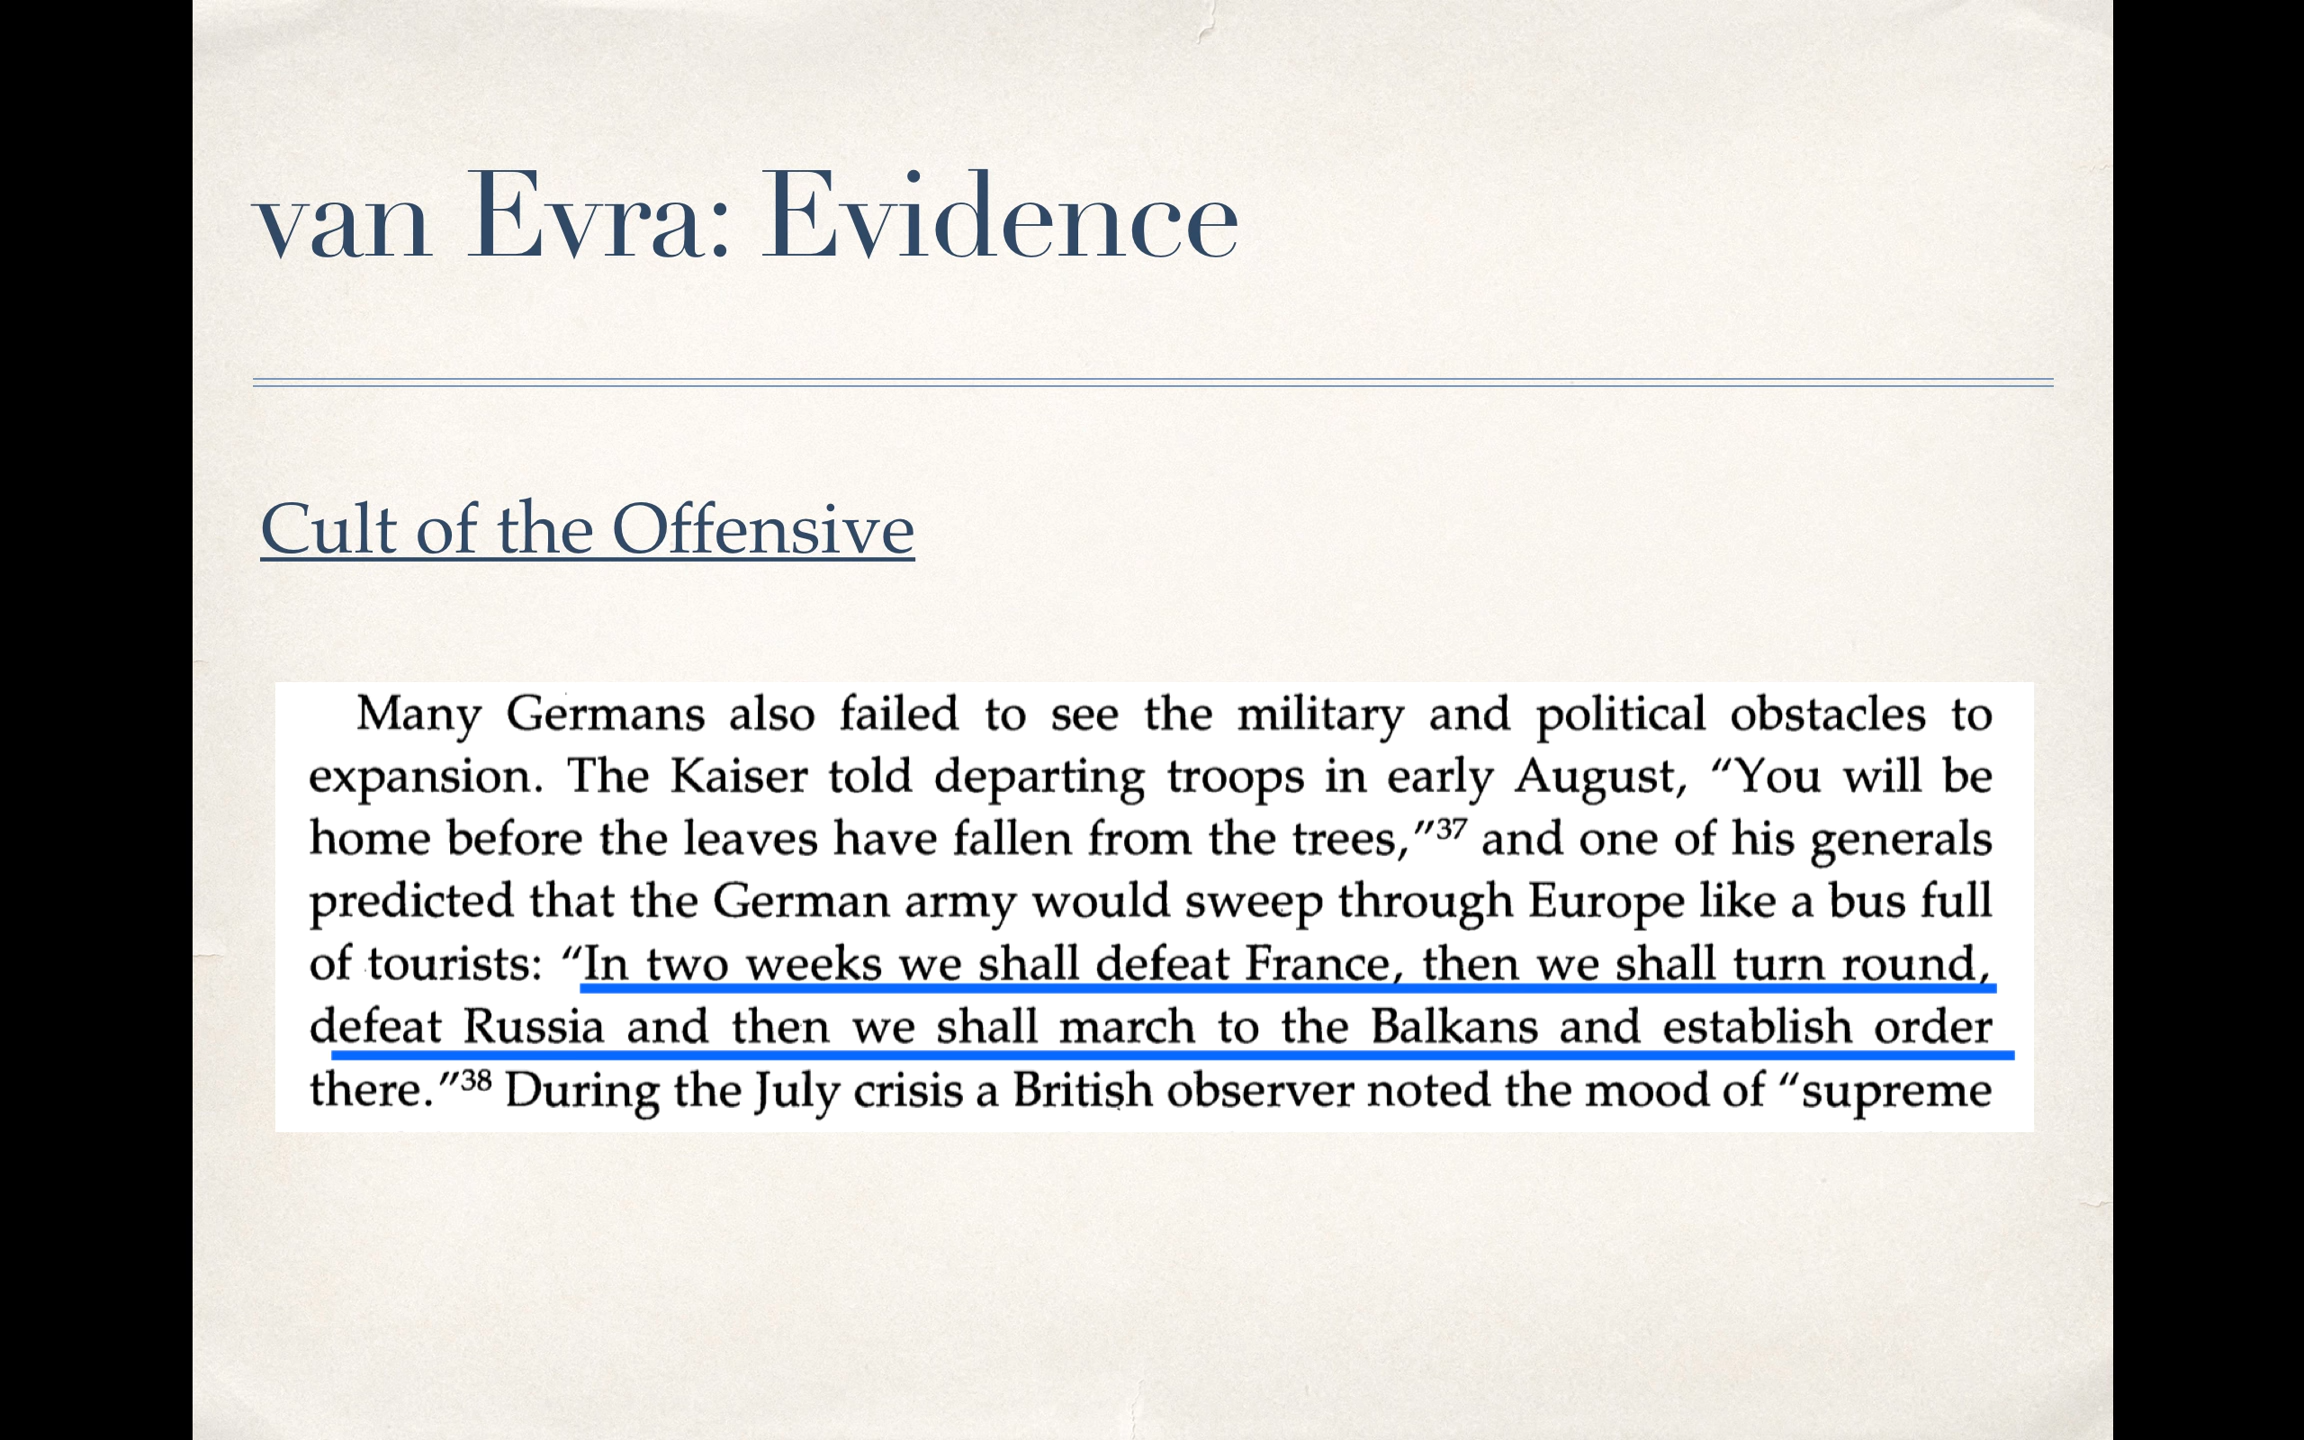 van Evra: Evidence
Cult of the Offensive
Many Germans also failed to see the military and political obstacles to
expansion. The Kaiser told departing troops in early August, “You will be
home before the leaves have fallen from the trees,”37 and one of his generals
predicted that the German army would sweep through Europe like a bus full
of tourists: “In two weeks we shall defeat France, then we shall turn round,
defeat Russia and then we shall march to the Balkans and establish order
there.”38 During the July crisis a British observer noted the mood of “supreme